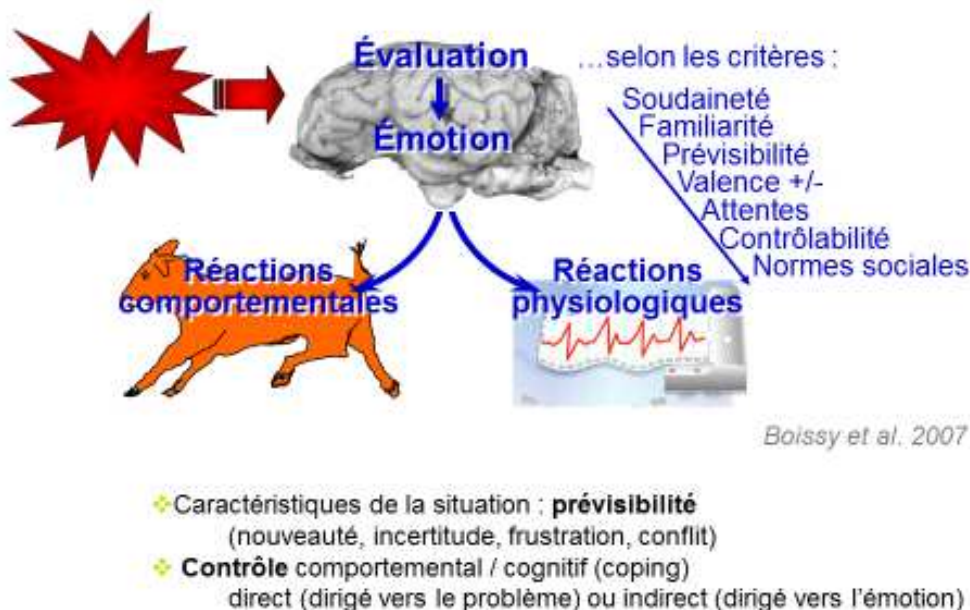 Évaluation
Émotion
…selon les critères :
Soudaineté
Familiarité
Prévisibilité
Valence +/-
Attentes
Contrôlabilité
Normes sociales
Réactions
comportementales
Réactions
physiologiques
Boissy et al. 2007
Caractéristiques de la situation : prévisibilité
(nouveauté, incertitude, frustration, conflit)
Contrôle comportemental / cognitif (coping)
direct (dirigé vers le problème) ou indirect (dirigé vers l'émotion)